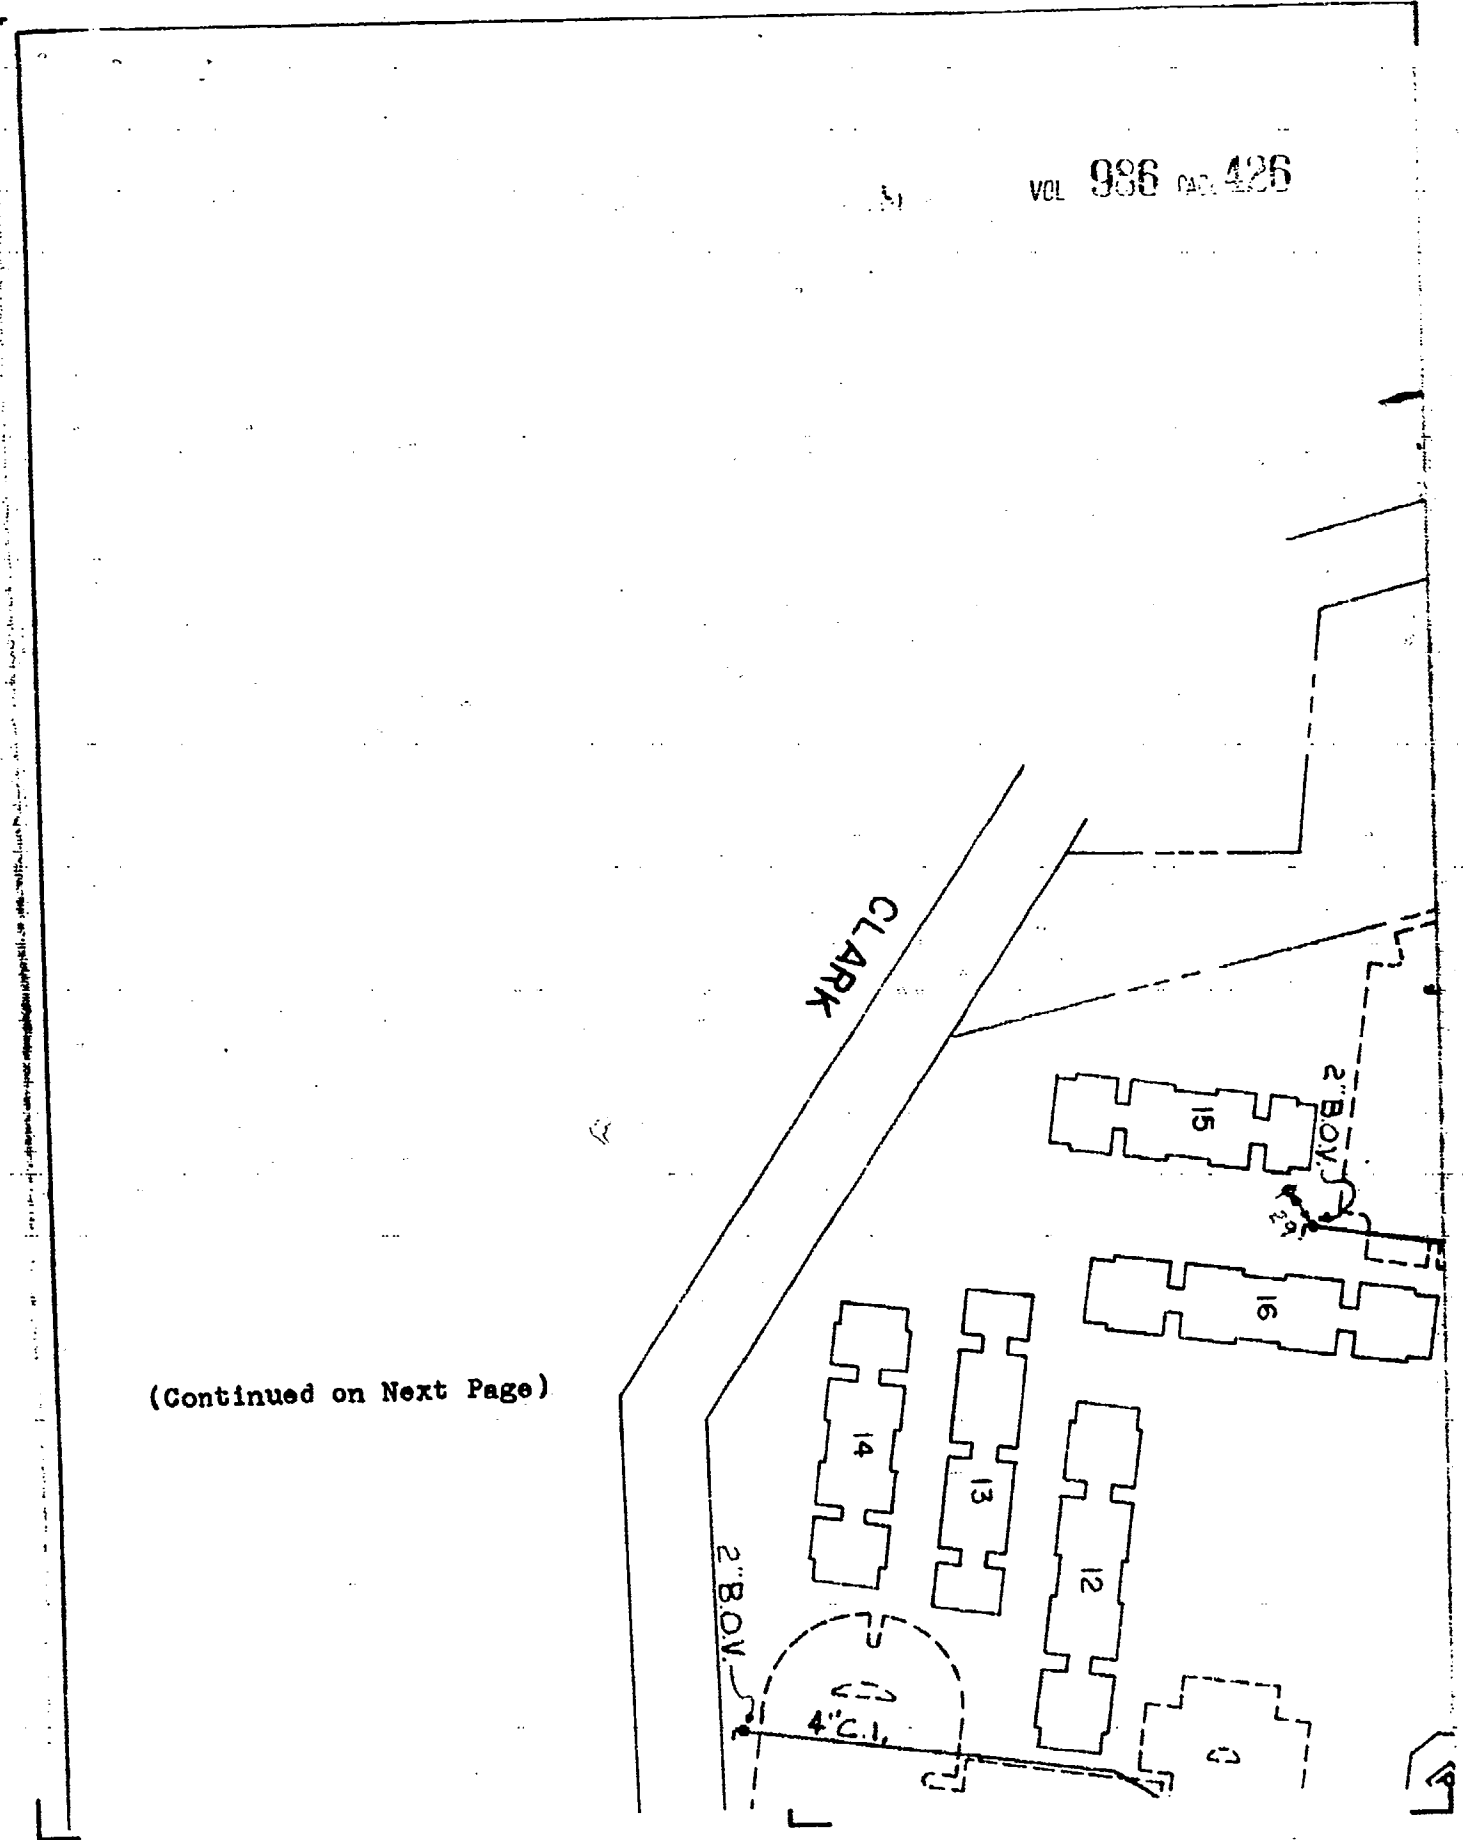 VOL 986 PAGE 426
CLARK
15
2" B.O.V.
16
14
13
12
2" B.O.V.
4" C.I.
(Continued on Next Page)